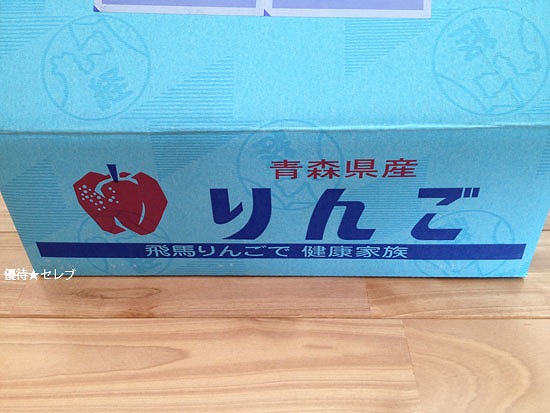 青森県産
りんご
飛馬りんごで 健康家族
優待★セレブ